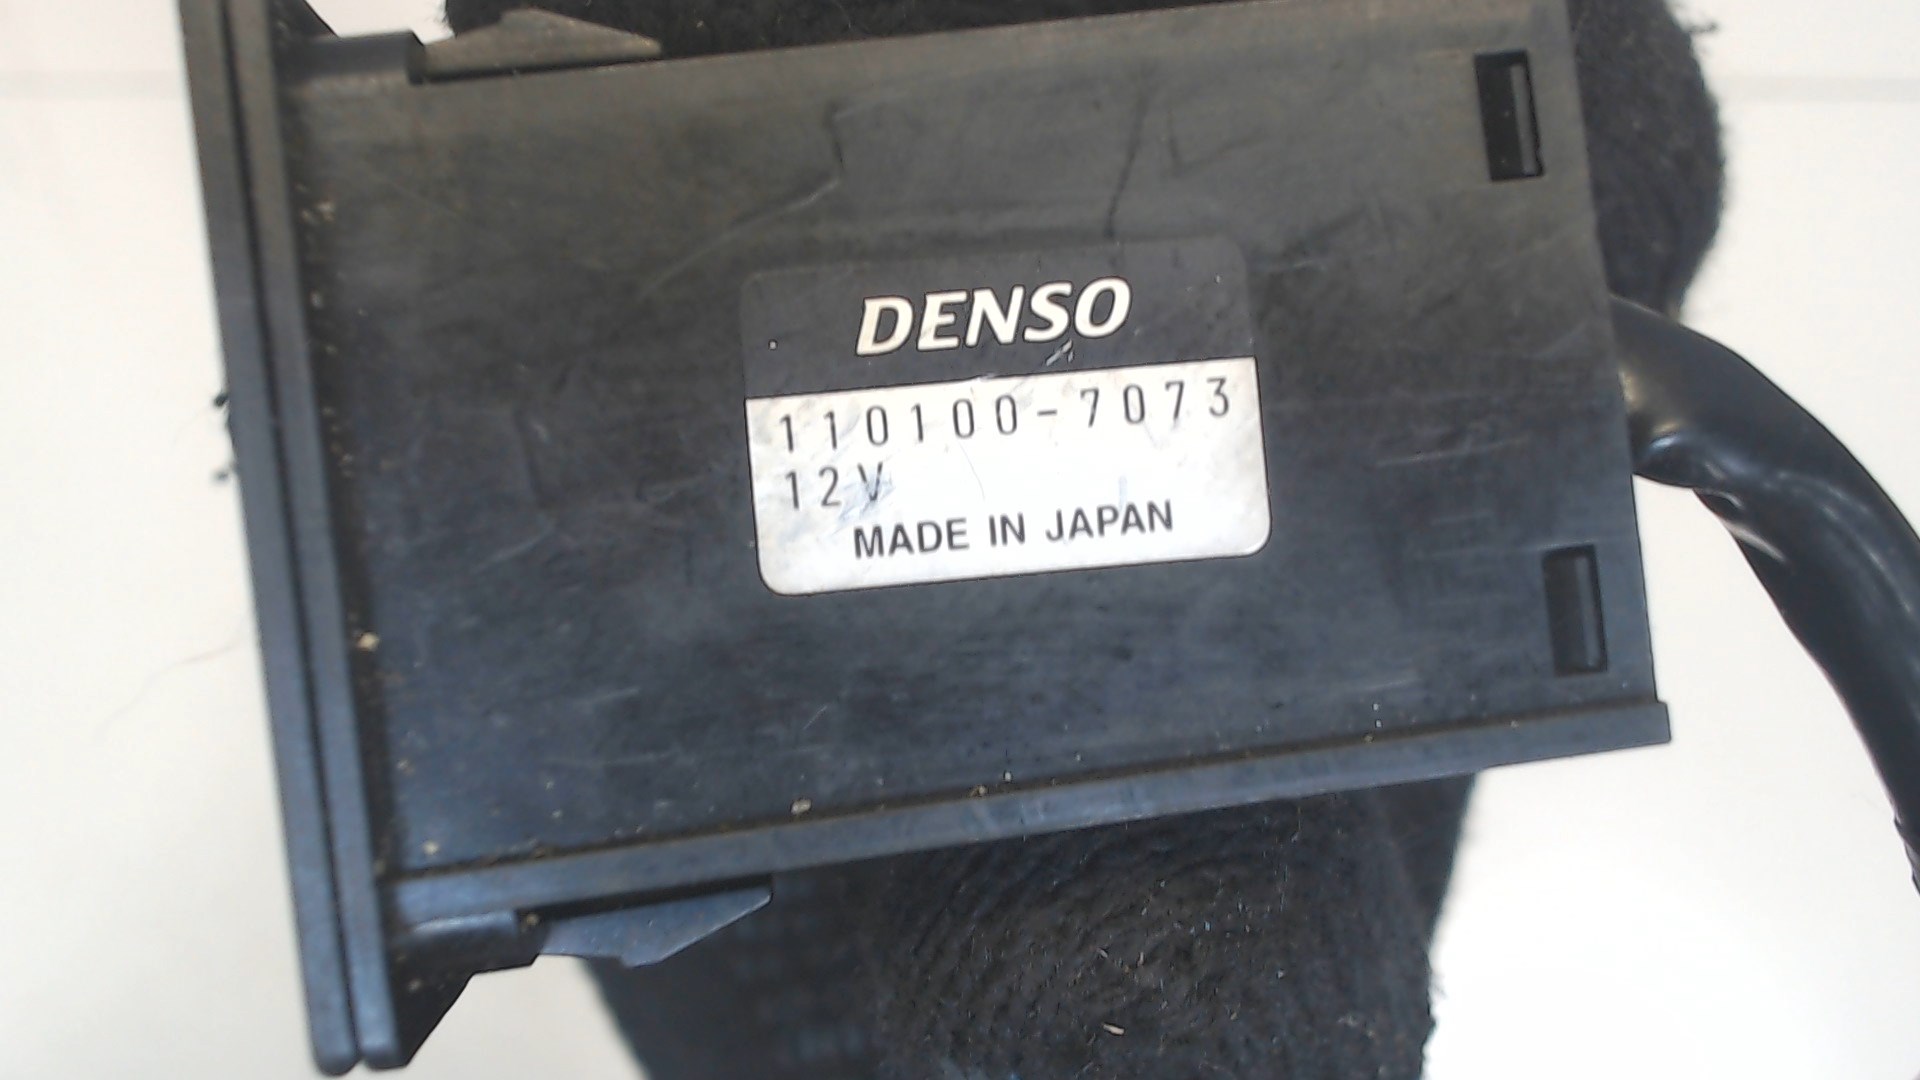 DENSO
110100-7073
12V
MADE IN JAPAN